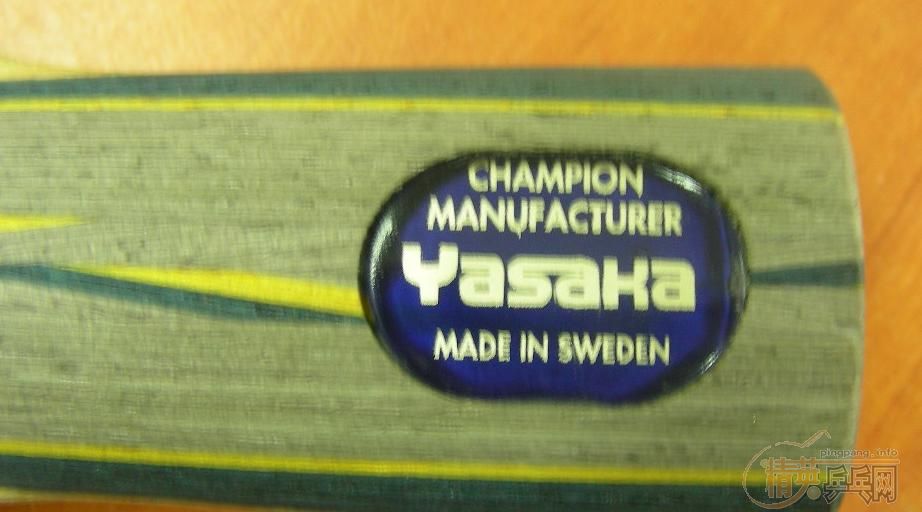 CHAMPION
MANUFACTURER
Yasaka
MADE IN SWEDEN
pingpang.info
精英乒乓网